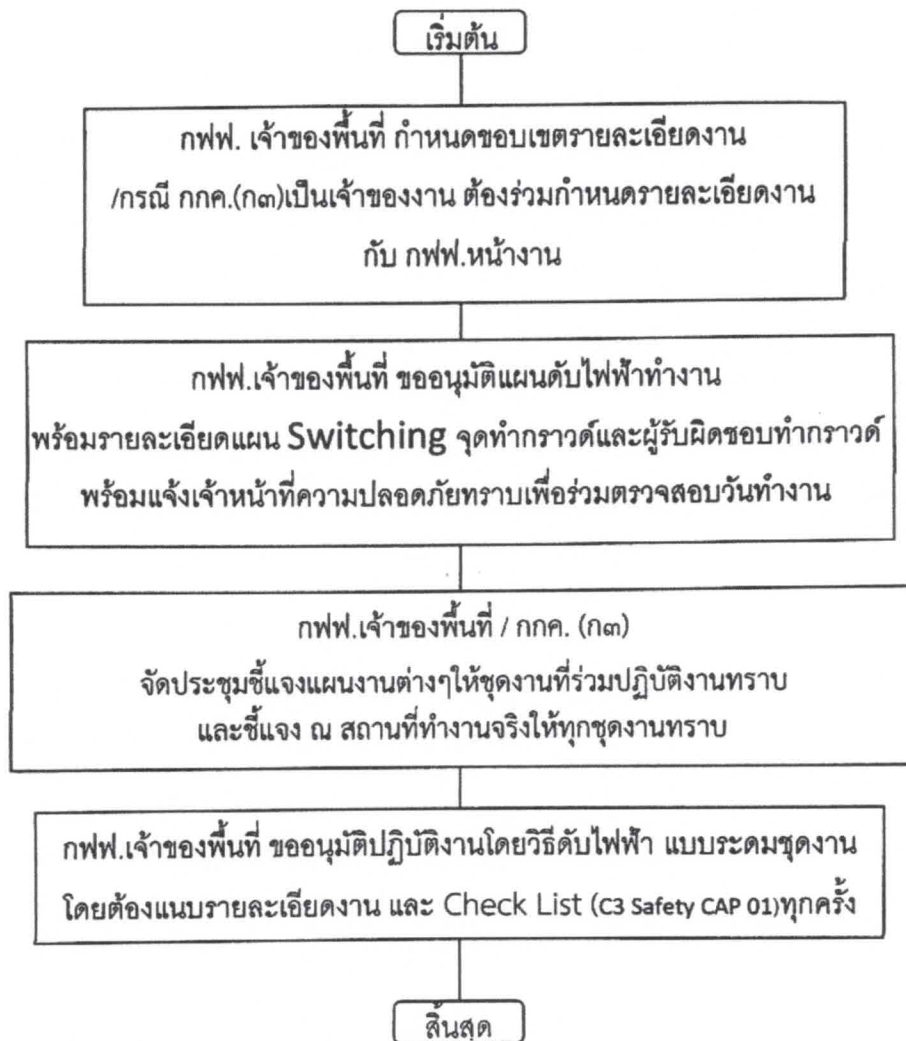 เริ่มต้น
กฟฟ. เจ้าของพื้นที่ กำหนดขอบเขตรายละเอียดงาน
/กรณี กกค.(ก๓)เป็นเจ้าของงาน ต้องร่วมกำหนดรายละเอียดงาน
กับ กฟฟ.หน้างาน
กฟฟ.เจ้าของพื้นที่ ขออนุมัติแผนดับไฟฟ้าทำงาน
พร้อมรายละเอียดแผน Switching จุดทำกราวด์และผู้รับผิดชอบทำกราวด์
พร้อมแจ้งเจ้าหน้าที่ความปลอดภัยทราบเพื่อร่วมตรวจสอบวันทำงาน
กฟฟ.เจ้าของพื้นที่ / กกค. (ก๓)
จัดประชุมชี้แจงแผนงานต่างๆให้ชุดงานที่ร่วมปฏิบัติงานทราบ
และชี้แจง ณ สถานที่ทำงานจริงให้ทุกชุดงานทราบ
กฟฟ.เจ้าของพื้นที่ ขออนุมัติปฏิบัติงานโดยวิธีดับไฟฟ้า แบบระดมชุดงาน
โดยต้องแนบรายละเอียดงาน และ Check List (C3 Safety CAP 01)ทุกครั้ง
สิ้นสุด